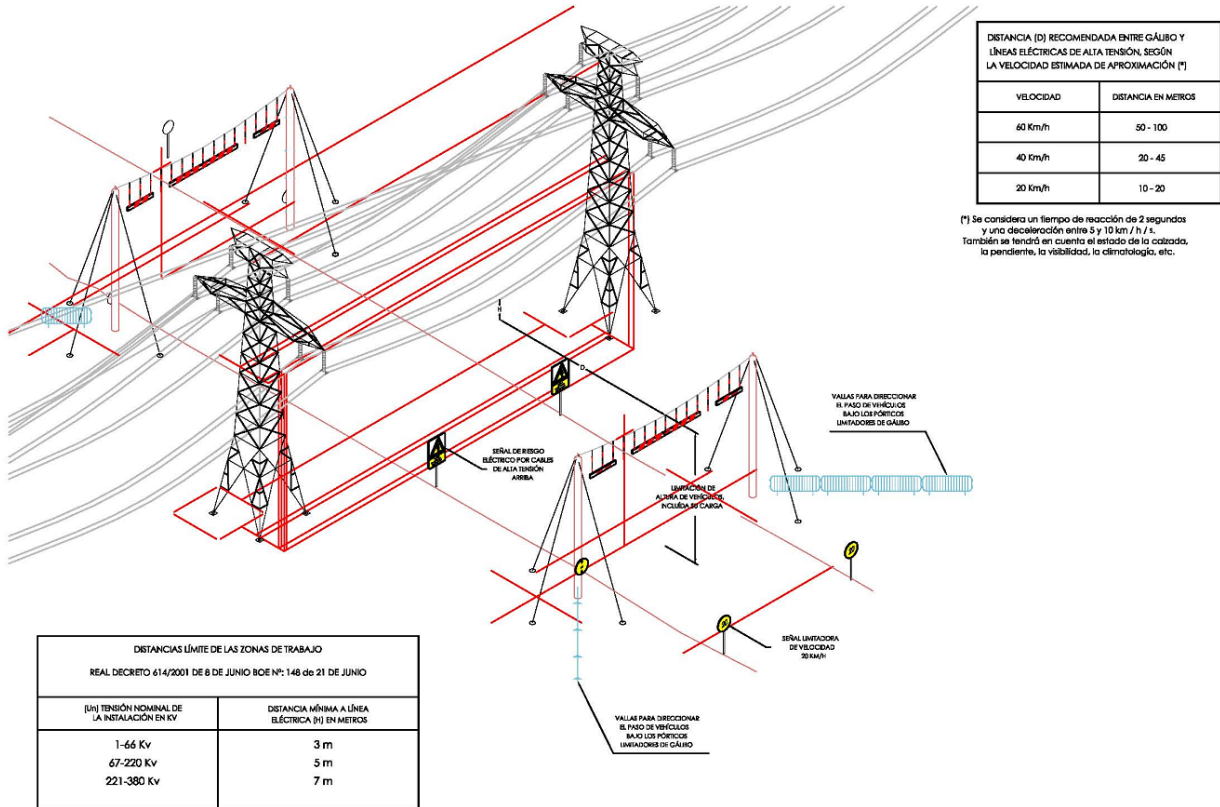 DISTANCIA (D) RECOMENDADA ENTRE GÁLIBO Y
LÍNEAS ELÉCTRICAS DE ALTA TENSIÓN, SEGÚN
LA VELOCIDAD ESTIMADA DE APROXIMACIÓN (*)
VELOCIDAD
DISTANCIA EN METROS
60 Km/h
50 - 100
40 Km/h
20 - 45
20 Km/h
10 - 20
(*) Se considera un tiempo de reacción de 2 segundos
y una deceleración entre 5 y 10 km / h / s.
También se tendrá en cuenta el estado de la calzada,
la pendiente, la visibilidad, la climatología, etc.
H
D
VALLAS PARA DIRECCIONAR
EL PASO DE VEHÍCULOS
BAJO LOS PÓRTICOS
LIMITADORES DE GÁLIBO
SEÑAL DE RIESGO
ELÉCTRICO POR CABLES
DE ALTA TENSIÓN
ARRIBA
LIMITACIÓN DE
ALTURA DE VEHÍCULOS,
INCLUÍDA SU CARGA
20
20
SEÑAL LIMITADORA
DE VELOCIDAD
20 KM/H
VALLAS PARA DIRECCIONAR
EL PASO DE VEHÍCULOS
BAJO LOS PÓRTICOS
LIMITADORES DE GÁLIBO
DISTANCIAS LÍMITE DE LAS ZONAS DE TRABAJO
REAL DECRETO 614/2001 DE 8 DE JUNIO BOE Nº: 148 de 21 DE JUNIO
(Un) TENSIÓN NOMINAL DE
LA INSTALACIÓN EN KV
DISTANCIA MÍNIMA A LÍNEA
ELÉCTRICA (H) EN METROS
1-66 Kv
3 m
67-220 Kv
5 m
221-380 Kv
7 m